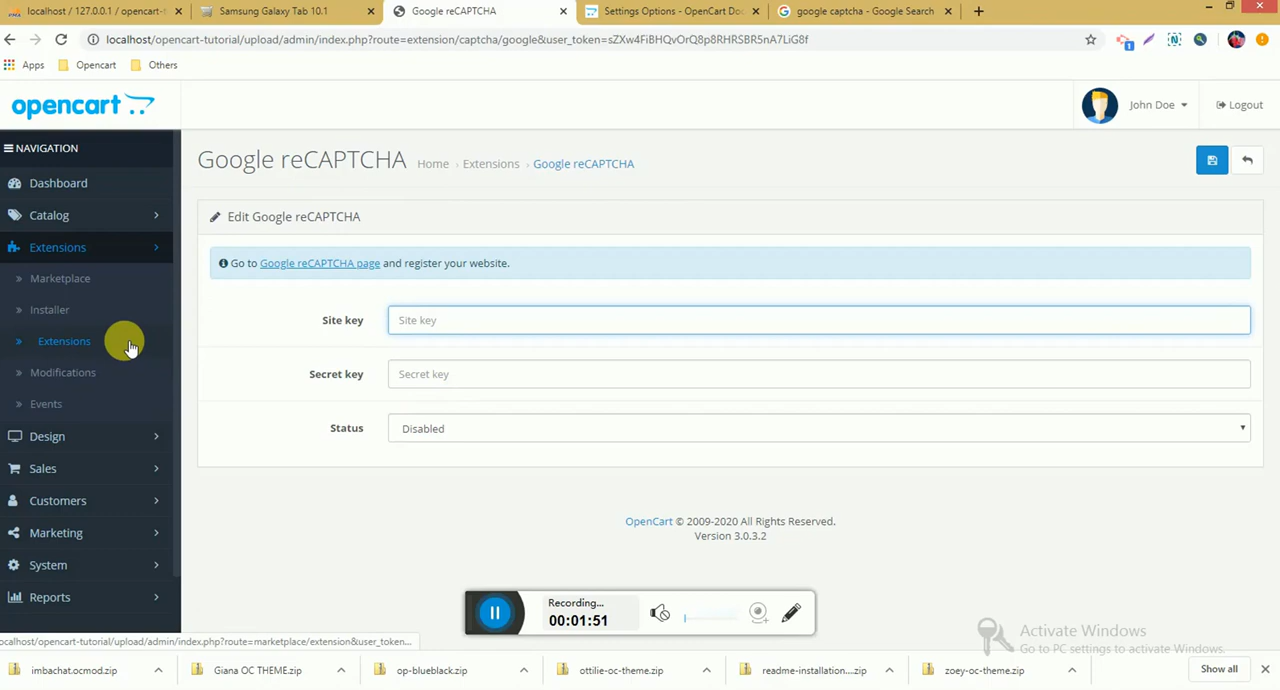 localhost / 127.0.0.1 / opencart-t
Samsung Galaxy Tab 10.1
Google reCAPTCHA
Settings Options - OpenCart Doc
google captcha - Google Search
localhost/opencart-tutorial/upload/admin/index.php?route=extension/captcha/google&user_token=sZXw4FiBHQvOrQ8p8RHRSBR5nA7LiG8f
1
Apps
Opencart
Others
opencart
John Doe
Logout
NAVIGATION
Google reCAPTCHA
Home › Extensions › Google reCAPTCHA
Dashboard
Catalog
Extensions
Marketplace
Installer
Extensions
Modifications
Events
Design
Sales
Customers
Marketing
System
Reports
Edit Google reCAPTCHA
Go to Google reCAPTCHA page and register your website.
Site key
Site key
Secret key
Secret key
Status
Disabled
OpenCart © 2009-2020 All Rights Reserved.
Version 3.0.3.2
Recording...
00:01:51
Activate Windows
Go to PC settings to activate Windows.
ocalhost/opencart-tutorial/upload/admin/index.php?route=marketplace/extension&user_token...
imbachat.ocmod.zip
Giana OC THEME.zip
op-blueblack.zip
ottilie-oc-theme.zip
readme-installation....zip
zoey-oc-theme.zip
Show all